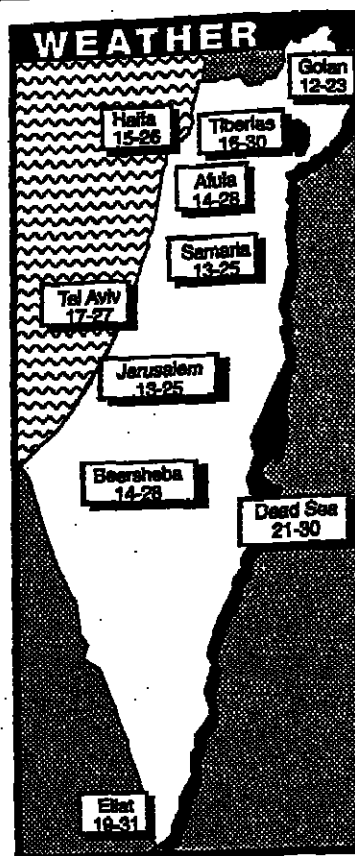 WEATHER
Golan
12-23
Haifa
15-26
Tiberias
16-30
Afula
14-28
Samaria
13-25
Tel Aviv
17-27
Jerusalem
13-25
Beersheba
14-28
Dead Sea
21-30
Eilat
19-31